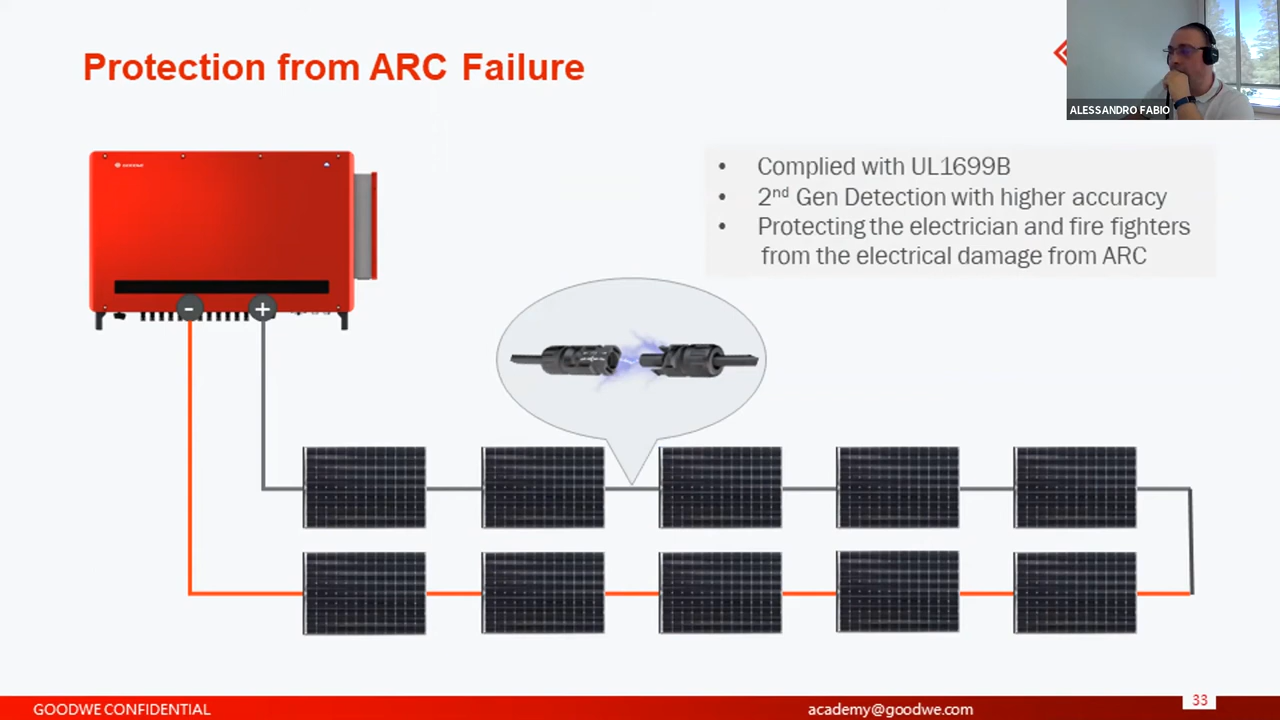 Protection from ARC Failure
ALESSANDRO FABIO
GOODWE
• Complied with UL1699B
• 2nd Gen Detection with higher accuracy
• Protecting the electrician and fire fighters
from the electrical damage from ARC
- +
GOODWE CONFIDENTIAL
academy@goodwe.com
33